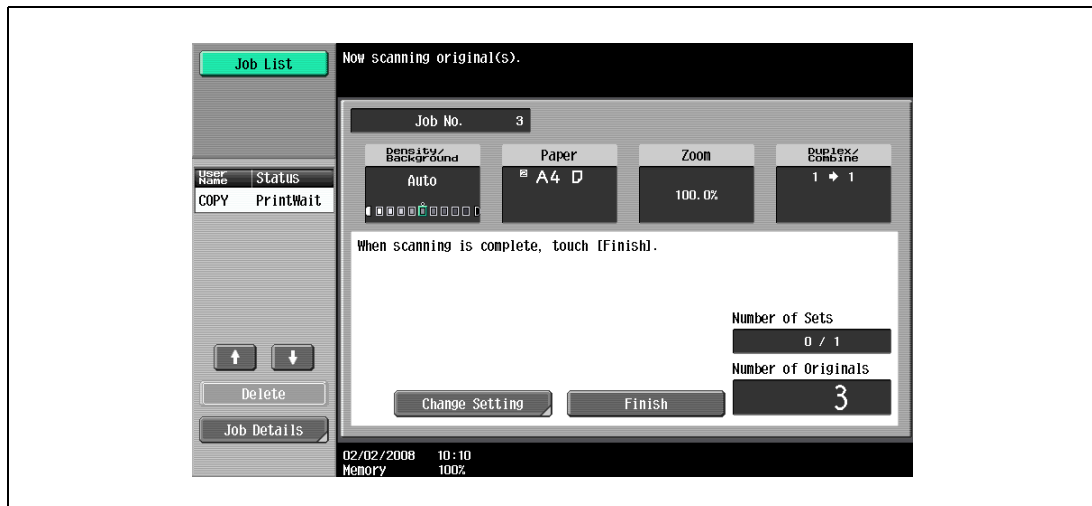 Job List
Now scanning original(s).
Job No. 3
Density/
Background
Paper
Zoom
Duplex/
Combine
User
Name
Status
Auto
2 A4
100.0%
1 → 1
COPY PrintWait
When scanning is complete, touch [Finish].
Number of Sets
0 / 1
Number of Originals
3
Delete
Change Setting
Finish
Job Details
02/02/2008 10:10
Memory 100%